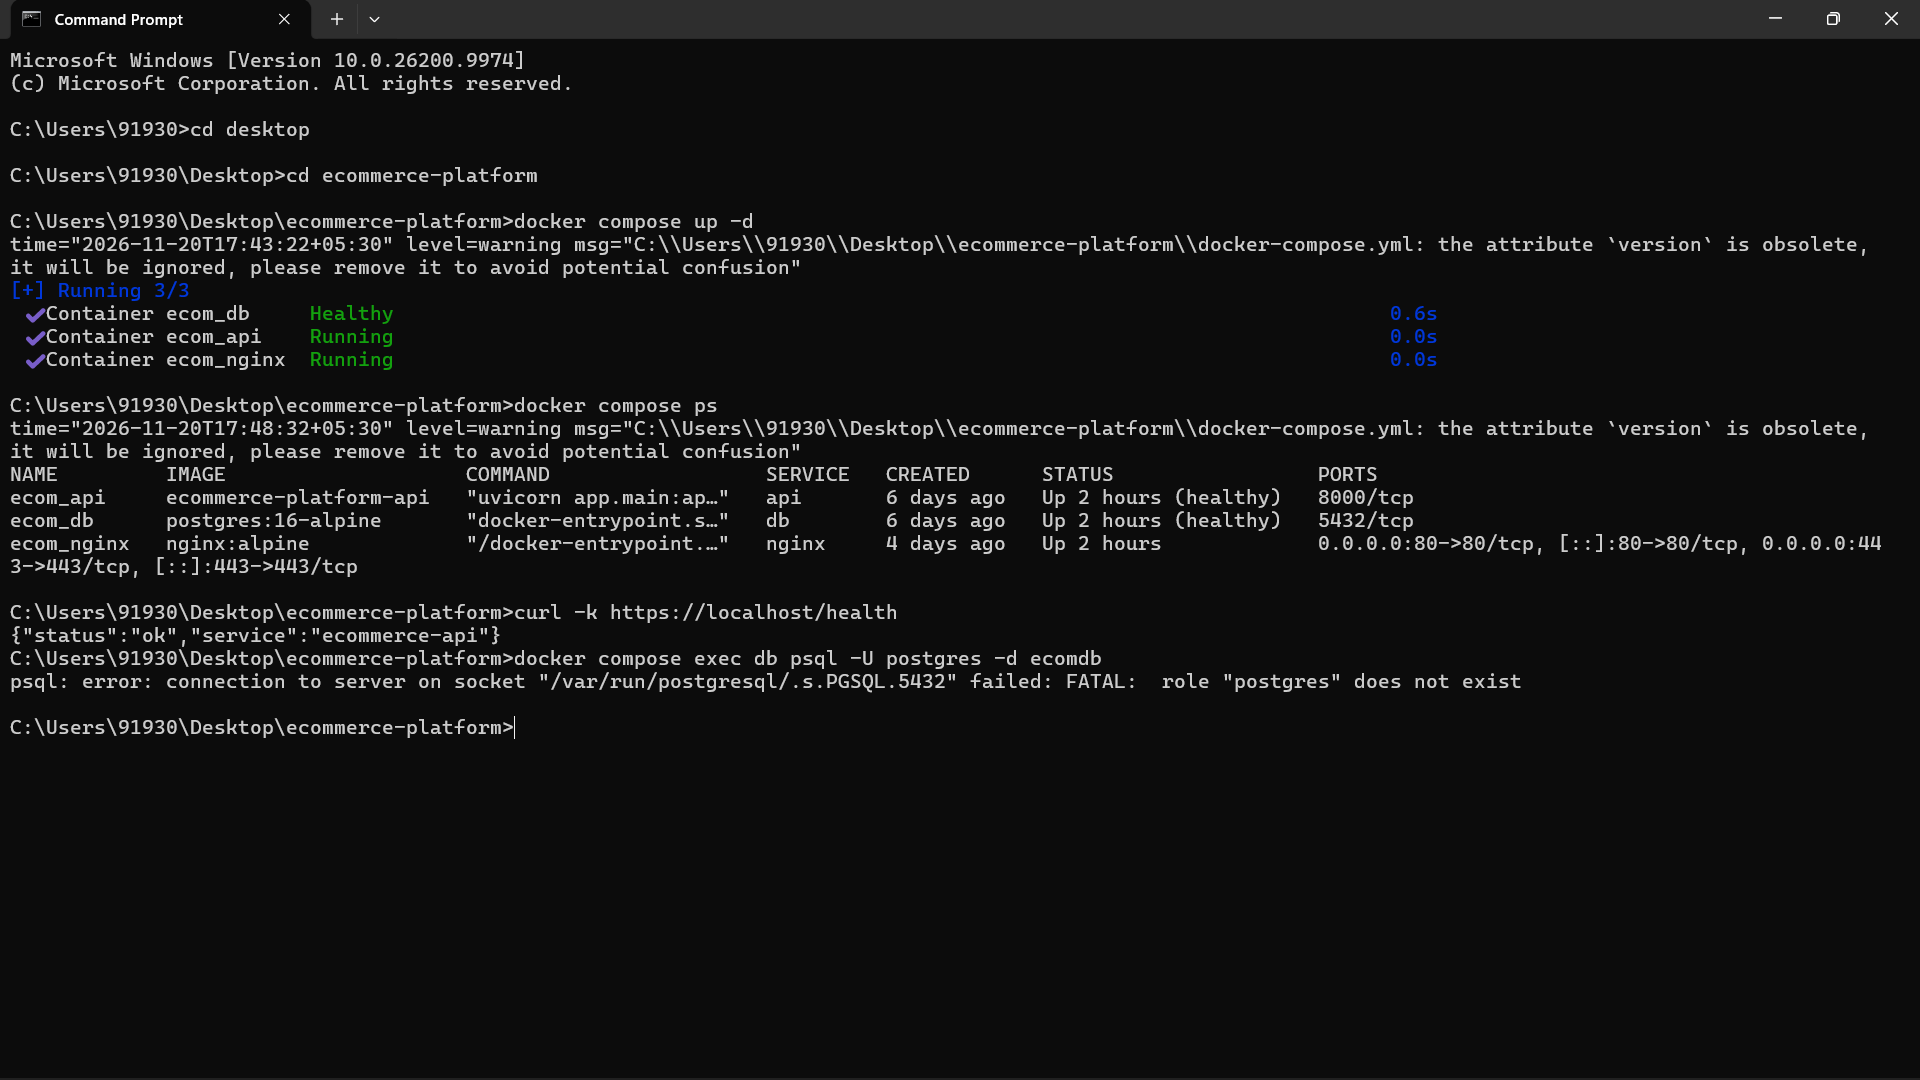 Command Prompt
Microsoft Windows [Version 10.0.26200.9974]
(c) Microsoft Corporation. All rights reserved.
C:\Users\91930>cd desktop
C:\Users\91930\Desktop>cd ecommerce-platform
C:\Users\91930\Desktop\ecommerce-platform>docker compose up -d
time="2026-11-20T17:43:22+05:30" level=warning msg="C:\\Users\\91930\\Desktop\\ecommerce-platform\\docker-compose.yml: the attribute `version` is obsolete,
it will be ignored, please remove it to avoid potential confusion"
[+] Running 3/3
✔Container ecom_db     Healthy     0.6s
✔Container ecom_api    Running     0.0s
✔Container ecom_nginx  Running     0.0s
C:\Users\91930\Desktop\ecommerce-platform>docker compose ps
time="2026-11-20T17:48:32+05:30" level=warning msg="C:\\Users\\91930\\Desktop\\ecommerce-platform\\docker-compose.yml: the attribute `version` is obsolete,
it will be ignored, please remove it to avoid potential confusion"
NAME         IMAGE                    COMMAND                  SERVICE   CREATED      STATUS                 PORTS
ecom_api     ecommerce-platform-api   "uvicorn app.main:ap…"   api       6 days ago   Up 2 hours (healthy)   8000/tcp
ecom_db      postgres:16-alpine       "docker-entrypoint.s…"   db        6 days ago   Up 2 hours (healthy)   5432/tcp
ecom_nginx   nginx:alpine             "/docker-entrypoint.…"   nginx     4 days ago   Up 2 hours             0.0.0.0:80->80/tcp, [::]:80->80/tcp, 0.0.0.0:44
3->443/tcp, [::]:443->443/tcp
C:\Users\91930\Desktop\ecommerce-platform>curl -k https://localhost/health
{"status":"ok","service":"ecommerce-api"}
C:\Users\91930\Desktop\ecommerce-platform>docker compose exec db psql -U postgres -d ecomdb
psql: error: connection to server on socket "/var/run/postgresql/.s.PGSQL.5432" failed: FATAL:  role "postgres" does not exist
C:\Users\91930\Desktop\ecommerce-platform>